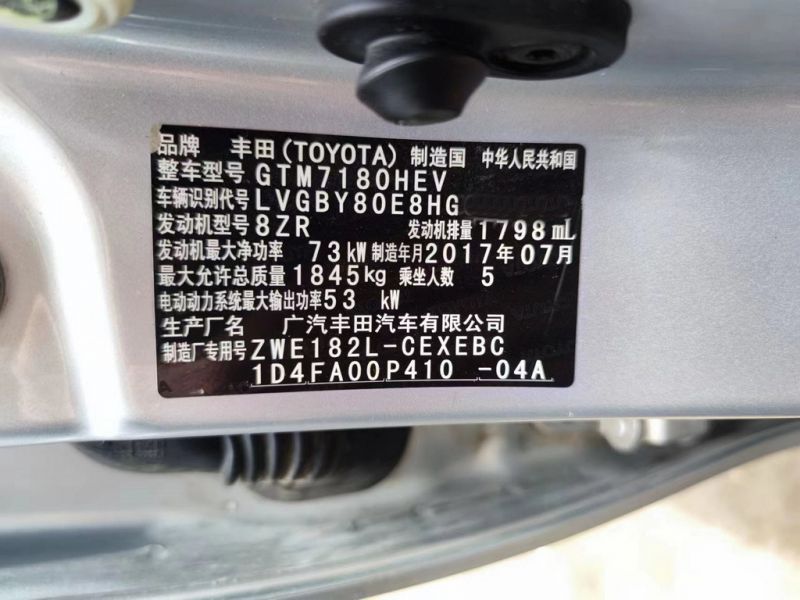 品牌 丰田(TOYOTA) 制造国 中华人民共和国
整车型号 GTM7180HEV
车辆识别代号 LVGBY80E8HG
发动机型号 8ZR 发动机排量 1798 mL
发动机最大净功率 73 kW 制造年月 2017年07月
最大允许总质量 1845kg 乘坐人数 5
电动动力系统最大输出功率 53 kW
生产厂名 广汽丰田汽车有限公司
制造厂专用号 ZWE182L-CEXEBC
1D4FA00P410 -04A